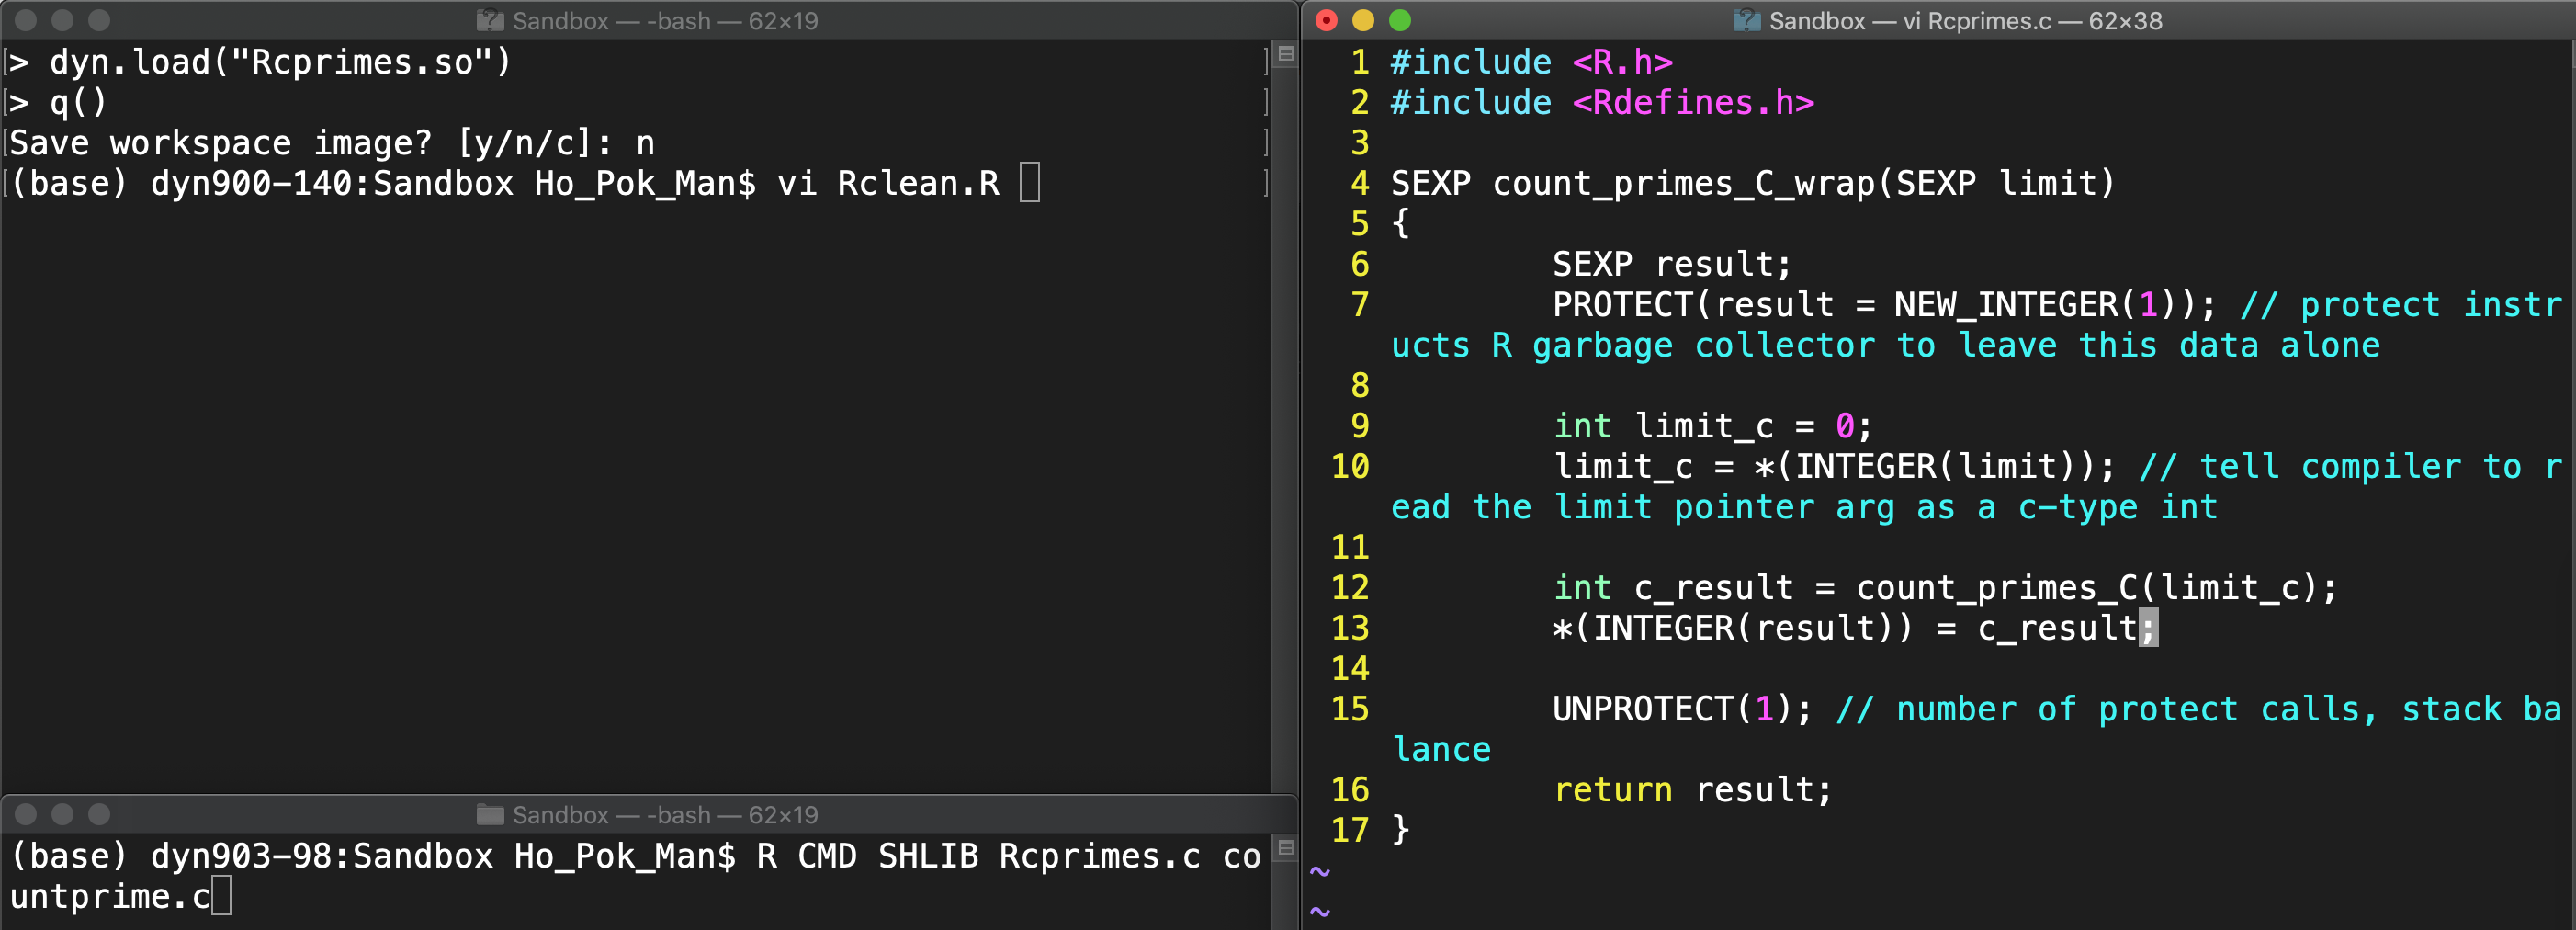 Sandbox — -bash — 62×19
> dyn.load("Rcprimes.so")
> q()
Save workspace image? [y/n/c]: n
(base) dyn900-140:Sandbox Ho_Pok_Man$ vi Rclean.R
Sandbox — -bash — 62×19
(base) dyn903-98:Sandbox Ho_Pok_Man$ R CMD SHLIB Rcprimes.c co
untprime.c
Sandbox — vi Rcprimes.c — 62×38
1 #include <R.h>
2 #include <Rdefines.h>
3
4 SEXP count_primes_C_wrap(SEXP limit)
5 {
6         SEXP result;
7         PROTECT(result = NEW_INTEGER(1)); // protect instr
ucts R garbage collector to leave this data alone
8
9         int limit_c = 0;
10         limit_c = *(INTEGER(limit)); // tell compiler to r
ead the limit pointer arg as a c-type int
11
12         int c_result = count_primes_C(limit_c);
13         *(INTEGER(result)) = c_result;
14
15         UNPROTECT(1); // number of protect calls, stack ba
lance
16         return result;
17 }
~
~